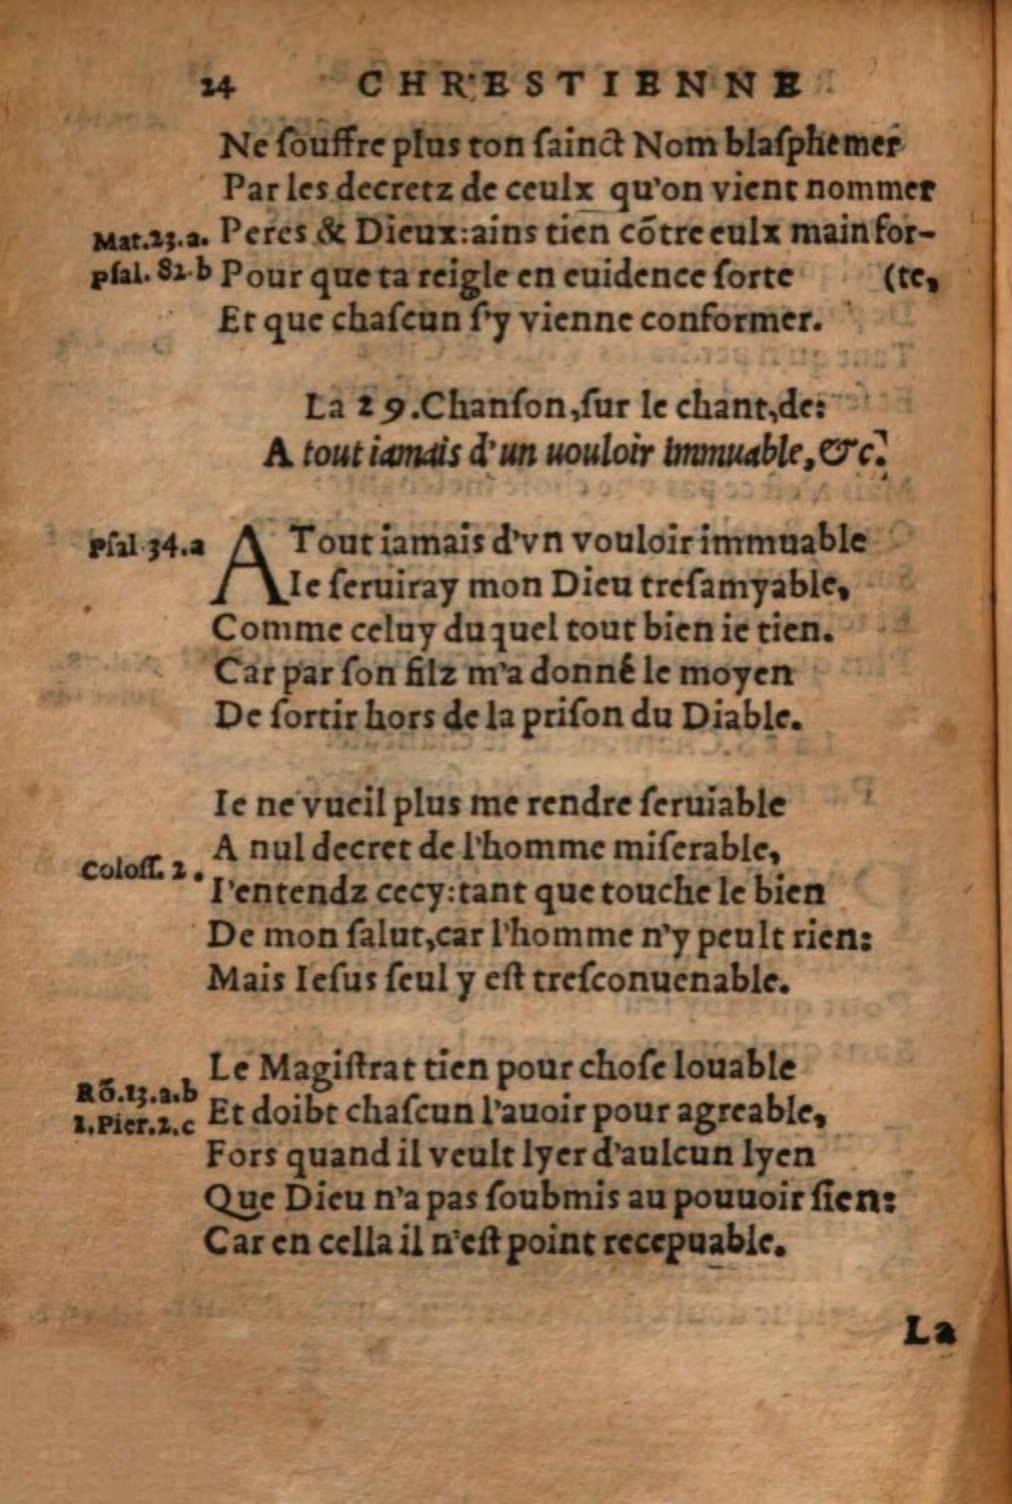 24 CHRESTIENNE
Ne ſouffre plus ton ſainct Nom blaſphemer
Par les decretz de ceulx qu'on vient nommer
Mat.23.a. Peres & Dieux:ains tien cōtre eulx main for-
pſal. 82.b Pour que ta reigle en euidence ſorte (te,
Et que chaſcun ſ'y vienne conformer.
La 29.Chanſon,ſur le chant,de:
A tout iamais d'un uouloir immuable,&c.
Pſal 34.a A Tout iamais d'vn vouloir immuable
Ie ſeruiray mon Dieu treſamyable,
Comme celuy duquel tout bien ie tien.
Car par ſon filz m'a donné le moyen
De ſortir hors de la priſon du Diable.
Ie ne vueil plus me rendre ſeruiable
A nul decret de l'homme miſerable,
Coloſſ. 2. I'entendz cecy:tant que touche le bien
De mon ſalut,car l'homme n'y peult rien:
Mais Ieſus ſeul y eſt treſconuenable.
Le Magiſtrat tien pour choſe louable
Rō.13.a.b
1.Pier.2.c Et doibt chaſcun l'auoir pour agreable,
Fors quand il veult lyer d'aulcun lyen
Que Dieu n'a pas ſoubmis au pouuoir ſien:
Car en cella il n'eſt point recepuable.
La